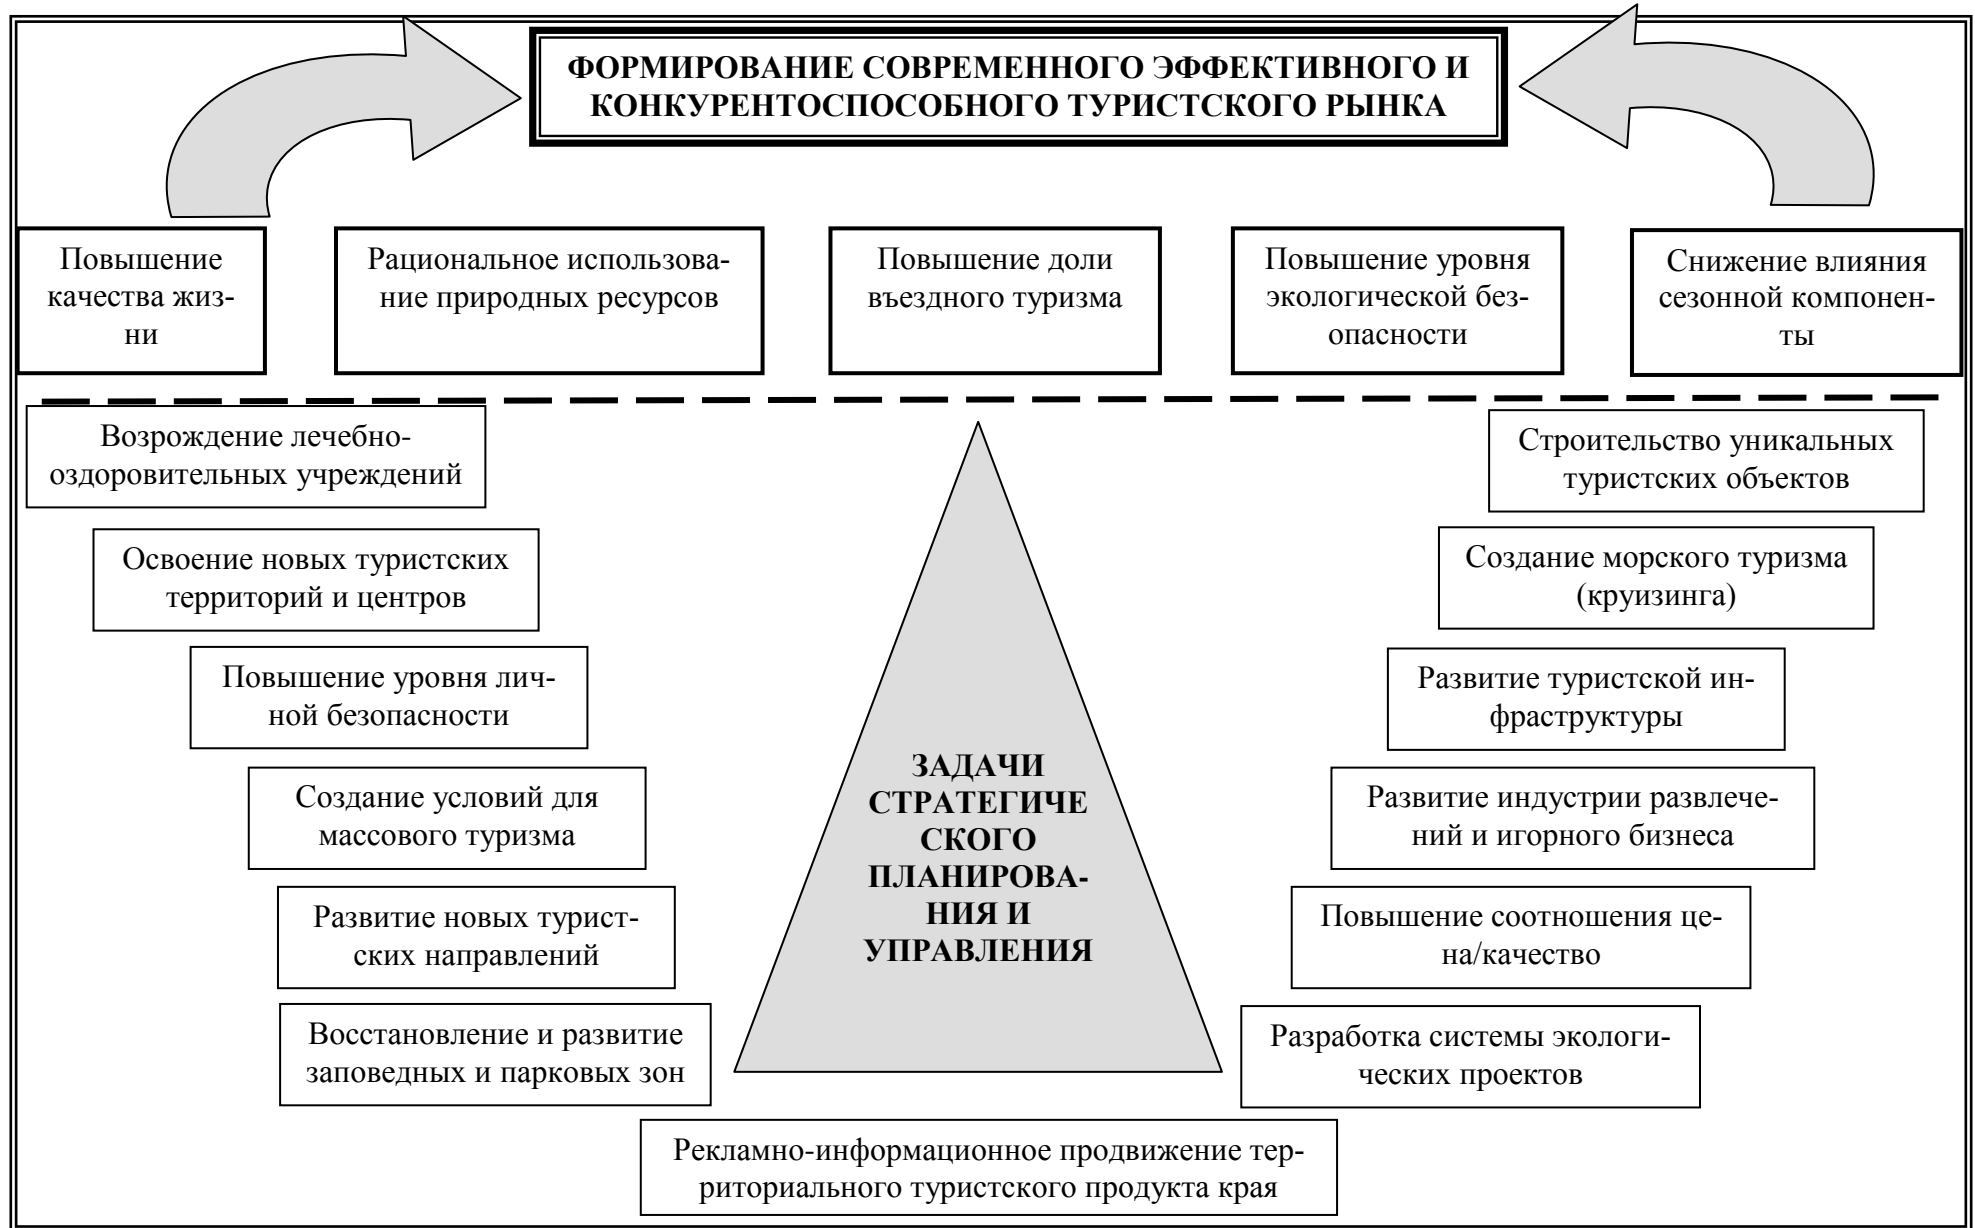 ФОРМИРОВАНИЕ СОВРЕМЕННОГО ЭФФЕКТИВНОГО И
КОНКУРЕНТОСПОСОБНОГО ТУРИСТСКОГО РЫНКА
Повышение
качества жиз-
ни
Рациональное использова-
ние природных ресурсов
Повышение доли
въездного туризма
Повышение уровня
экологической без-
опасности
Снижение влияния
сезонной компонен-
ты
Возрождение лечебно-
оздоровительных учреждений
Освоение новых туристских
территорий и центров
Повышение уровня лич-
ной безопасности
Создание условий для
массового туризма
Развитие новых турист-
ских направлений
Восстановление и развитие
заповедных и парковых зон
ЗАДАЧИ
СТРАТЕГИЧЕ
СКОГО
ПЛАНИРОВА-
НИЯ И
УПРАВЛЕНИЯ
Строительство уникальных
туристских объектов
Создание морского туризма
(круизинга)
Развитие туристской ин-
фраструктуры
Развитие индустрии развлече-
ний и игорного бизнеса
Повышение соотношения це-
на/качество
Разработка системы экологи-
ческих проектов
Рекламно-информационное продвижение тер-
риториального туристского продукта края